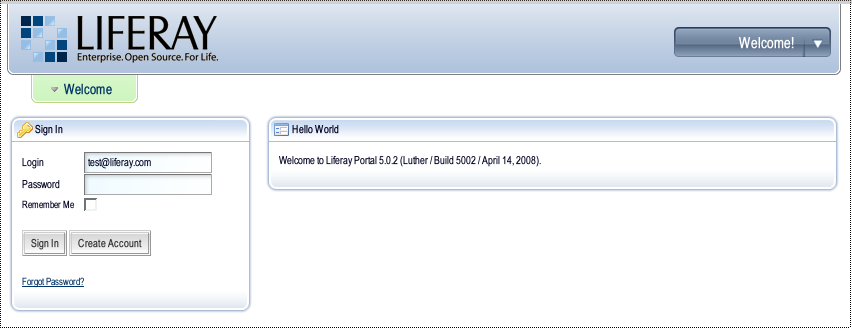 LIFERAY
Enterprise. Open Source. For Life.
Welcome!
Welcome
Sign In
Login test@liferay.com
Password
Remember Me
Sign In Create Account
Forgot Password?
Hello World
Welcome to Liferay Portal 5.0.2 (Luther / Build 5002 / April 14, 2008).